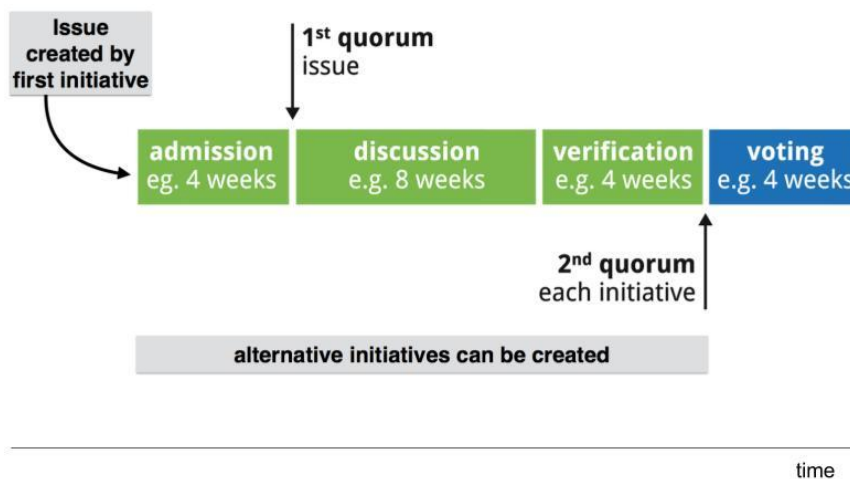 Issue
created by
first initiative
1st quorum
issue
admission
eg. 4 weeks
discussion
e.g. 8 weeks
verification
e.g. 4 weeks
voting
e.g. 4 weeks
2nd quorum
each initiative
alternative initiatives can be created
time